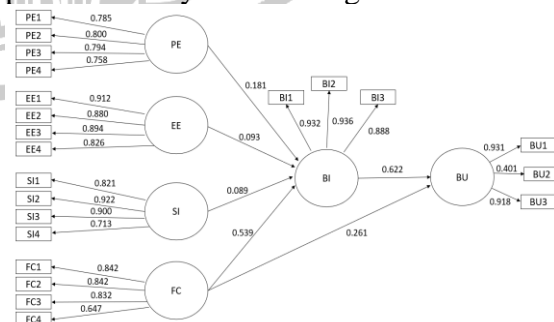 PE1
PE2
PE3
PE4
0.785
0.800
0.794
0.758
PE
EE1
EE2
EE3
EE4
0.912
0.880
0.894
0.826
EE
SI1
SI2
SI3
SI4
0.821
0.922
0.900
0.713
SI
FC1
FC2
FC3
FC4
0.842
0.842
0.832
0.647
FC
0.181
0.093
0.089
0.539
BI1
BI2
BI3
0.932
0.936
0.888
BI
0.622
0.261
BU
0.931
0.401
0.918
BU1
BU2
BU3